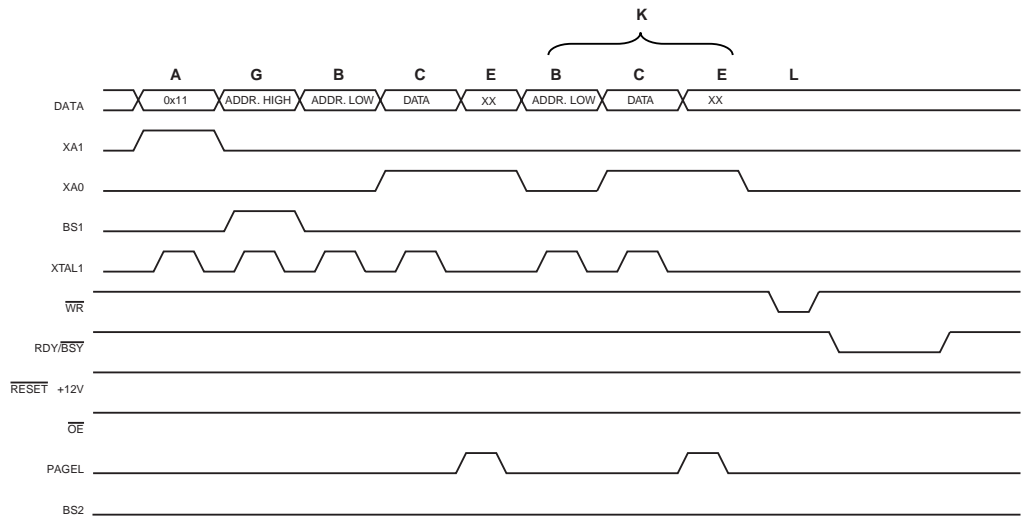 K
A G B C E B C E L
DATA 0x11 ADDR. HIGH ADDR. LOW DATA XX ADDR. LOW DATA XX
XA1
XA0
BS1
XTAL1
WR
RDY/BSY
RESET +12V
OE
PAGEL
BS2